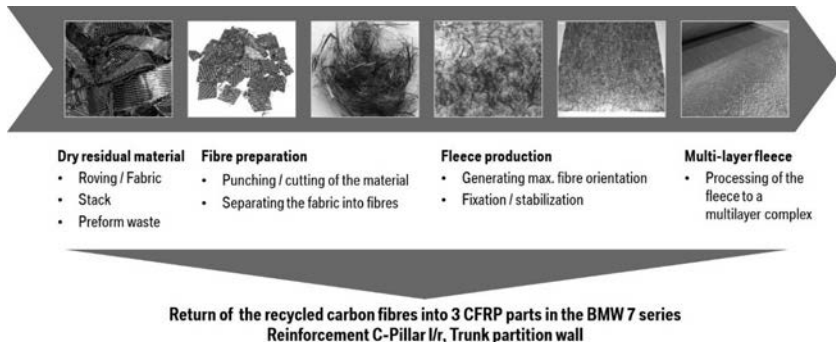 Dry residual material
• Roving / Fabric
• Stack
• Preform waste
Fibre preparation
• Punching / cutting of the material
• Separating the fabric into fibres
Fleece production
• Generating max. fibre orientation
• Fixation / stabilization
Multi-layer fleece
• Processing of the
fleece to a
multilayer complex
Return of the recycled carbon fibres into 3 CFRP parts in the BMW 7 series
Reinforcement C-Pillar l/r, Trunk partition wall